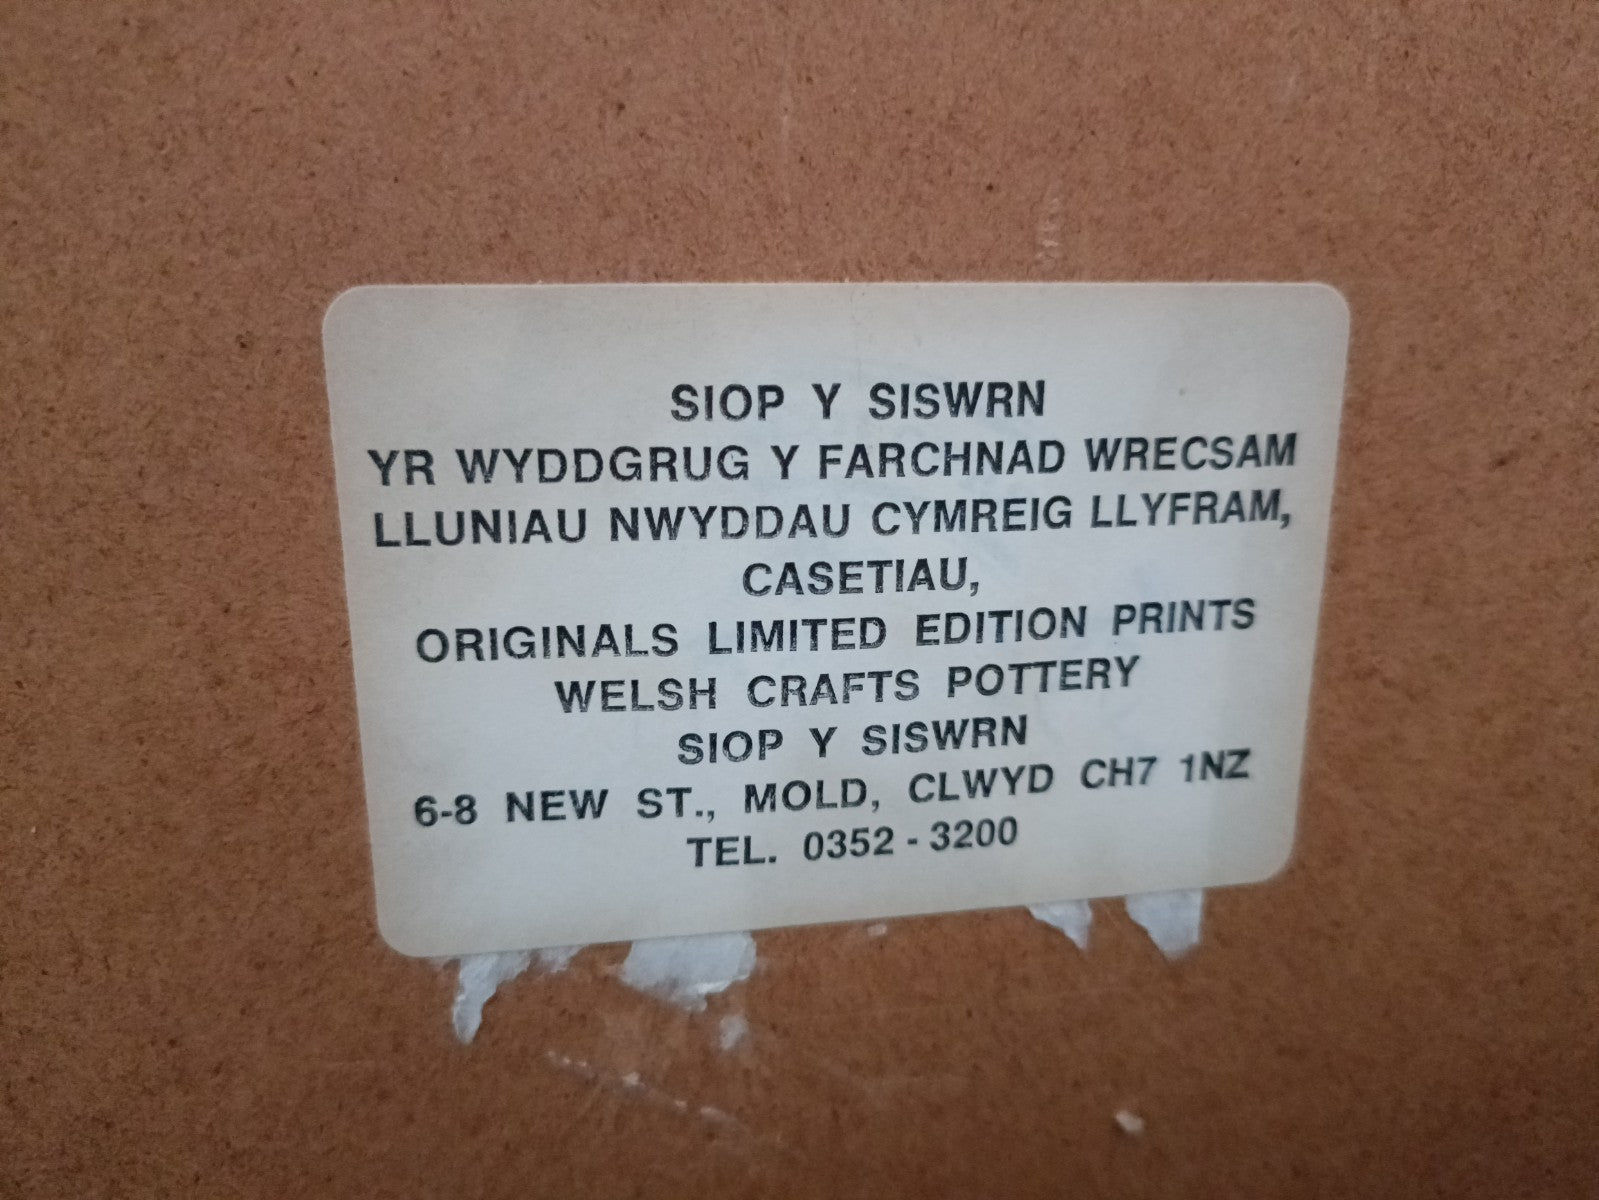 SIOP Y SISWRN
YR WYDDGRUG Y FARCHNAD WRECSAM
LLUNIAU NWYDDAU CYMREIG LLYFRAM,
CASETIAU,
ORIGINALS LIMITED EDITION PRINTS
WELSH CRAFTS POTTERY
SIOP Y SISWRN
6-8 NEW ST., MOLD, CLWYD CH7 1NZ
TEL. 0352 - 3200